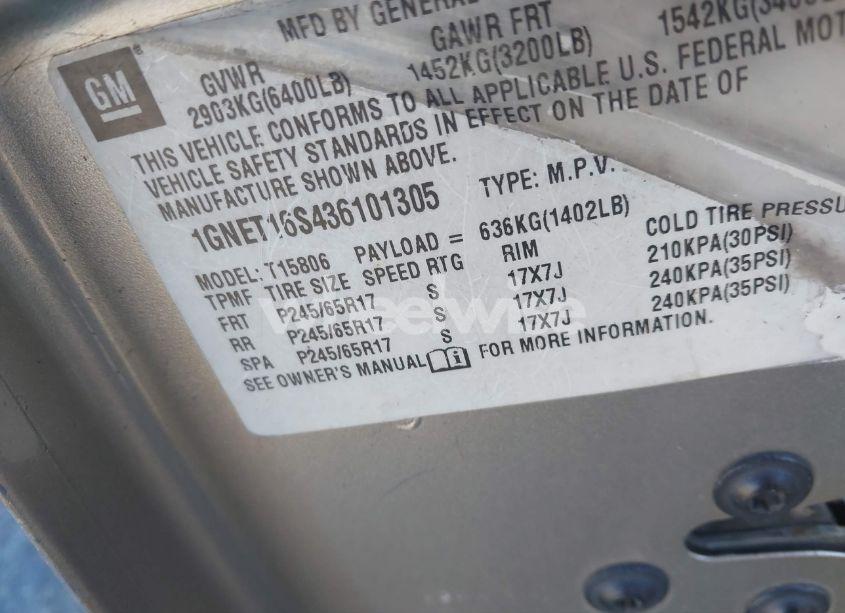 MFD BY GENERAL
GM
GVWR GAWR FRT
2903KG(6400LB) 1452KG(3200LB) 1542KG(3400LB
THIS VEHICLE CONFORMS TO ALL APPLICABLE U.S. FEDERAL MOT
VEHICLE SAFETY STANDARDS IN EFFECT ON THE DATE OF
MANUFACTURE SHOWN ABOVE.
1GNET16S436101305 TYPE: M.P.V.
MODEL: T15806 PAYLOAD = 636KG(1402LB)
TPMF TIRE SIZE SPEED RTG RIM COLD TIRE PRESSU
FRT P245/65R17 S 17X7J 210KPA(30PSI)
RR P245/65R17 S 17X7J 240KPA(35PSI)
SPA P245/65R17 S 17X7J 240KPA(35PSI)
SEE OWNER'S MANUAL FOR MORE INFORMATION.